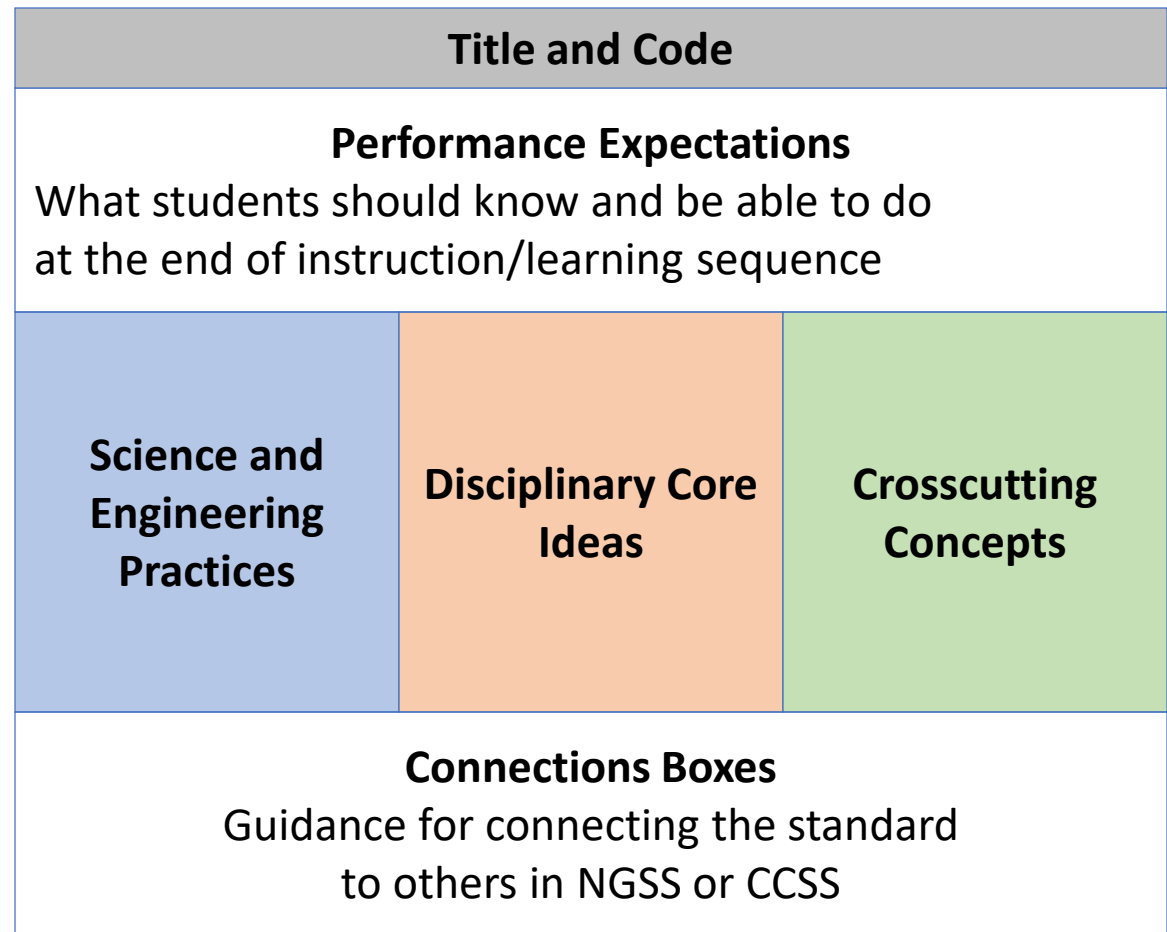 Title and Code
Performance Expectations
What students should know and be able to do
at the end of instruction/learning sequence
Science and
Engineering
Practices
Disciplinary Core
Ideas
Crosscutting
Concepts
Connections Boxes
Guidance for connecting the standard
to others in NGSS or CCSS